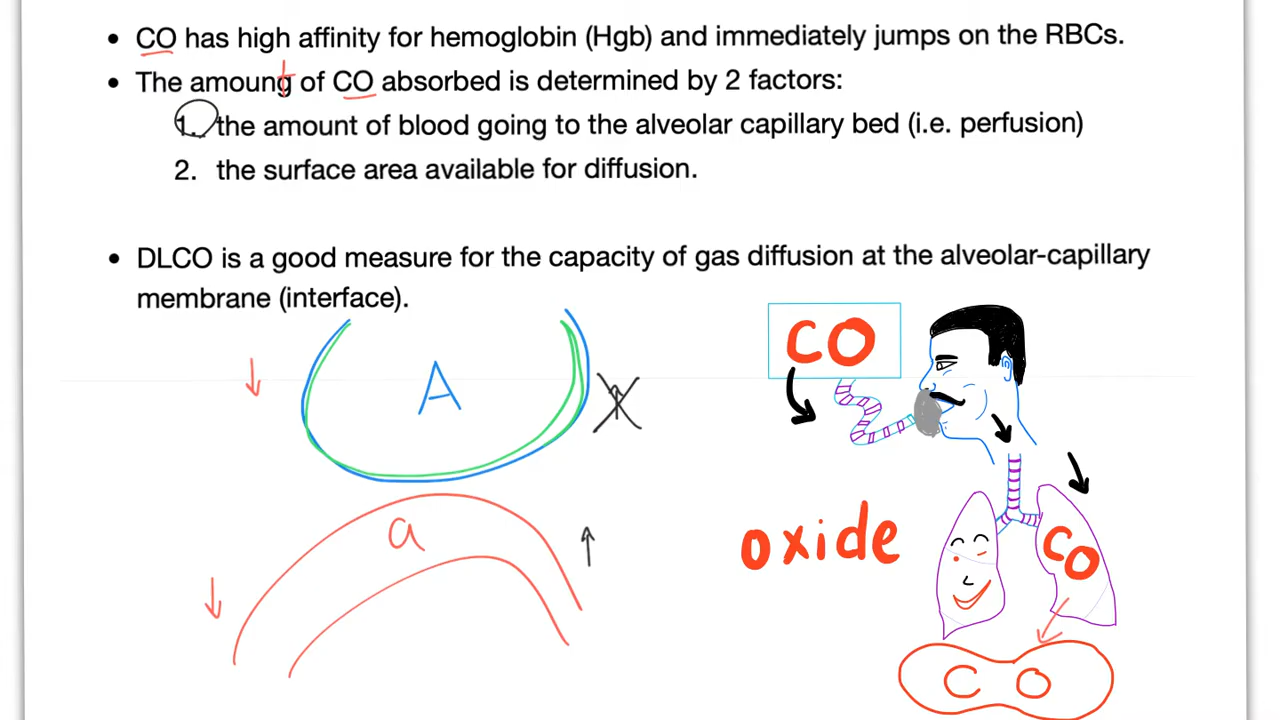 • CO has high affinity for hemoglobin (Hgb) and immediately jumps on the RBCs.
• The amount of CO absorbed is determined by 2 factors:
1. the amount of blood going to the alveolar capillary bed (i.e. perfusion)
2. the surface area available for diffusion.
• DLCO is a good measure for the capacity of gas diffusion at the alveolar-capillary
membrane (interface).
CO
A
a
oxide
CO
CO